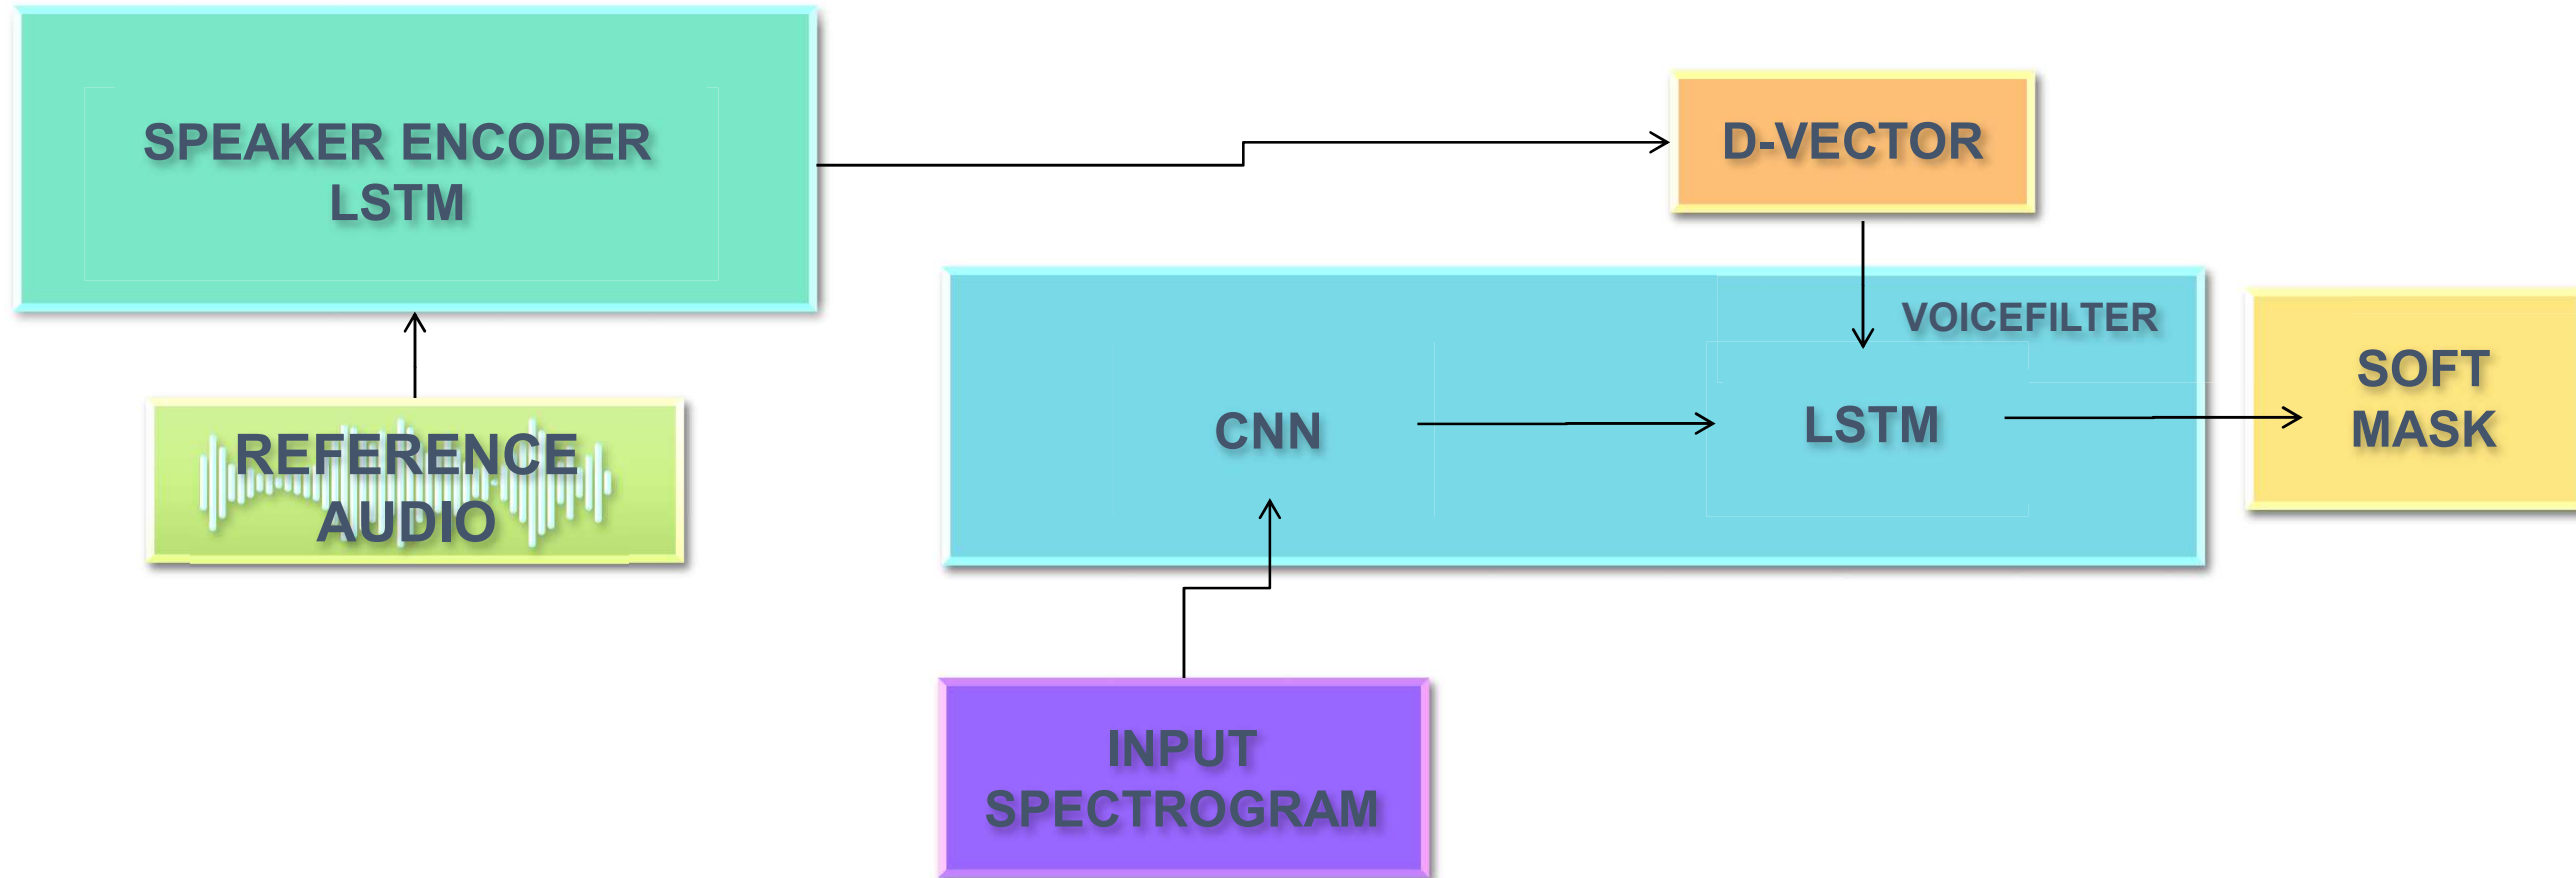 SPEAKER ENCODER
LSTM
D-VECTOR
VOICEFILTER
REFERENCE
AUDIO
CNN
LSTM
SOFT
MASK
INPUT
SPECTROGRAM